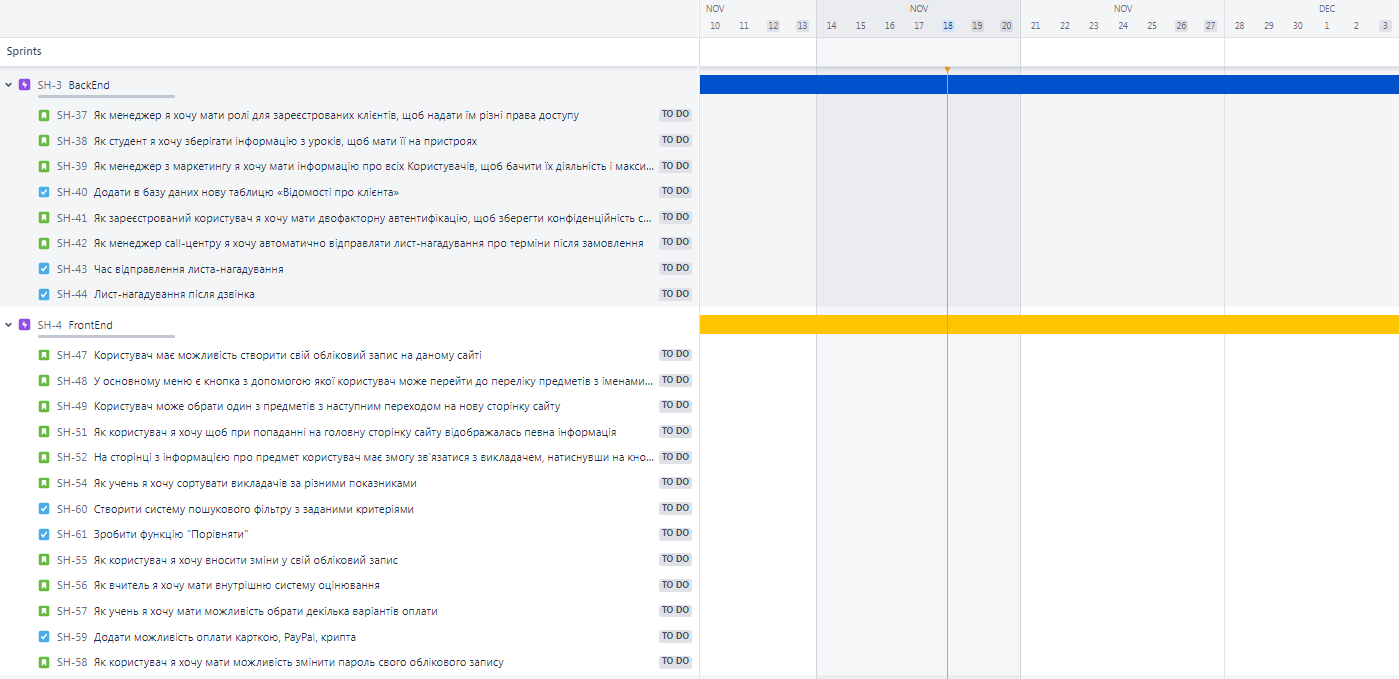 NOV NOV NOV DEC
10 11 12 13 14 15 16 17 18 19 20 21 22 23 24 25 26 27 28 29 30 1 2 3
Sprints
SH-3 BackEnd
SH-37 Як менеджер я хочу мати ролі для зареєстрованих клієнтів, щоб надати їм різні права доступу TO DO
SH-38 Як студент я хочу зберігати інформацію з уроків, щоб мати її на пристроях TO DO
SH-39 Як менеджер з маркетингу я хочу мати інформацію про всіх Користувачів, щоб бачити їх діяльність і макси... TO DO
SH-40 Додати в базу даних нову таблицю «Відомості про клієнта» TO DO
SH-41 Як зареєстрований користувач я хочу мати двофакторну автентифікацію, щоб зберегти конфіденційність с... TO DO
SH-42 Як менеджер call-центру я хочу автоматично відправляти лист-нагадування про терміни після замовлення TO DO
SH-43 Час відправлення листа-нагадування TO DO
SH-44 Лист-нагадування після дзвінка TO DO
SH-4 FrontEnd
SH-47 Користувач має можливість створити свій обліковий запис на даному сайті TO DO
SH-48 У основному меню є кнопка з допомогою якої користувач може перейти до переліку предметів з іменами... TO DO
SH-49 Користувач може обрати один з предметів з наступним переходом на нову сторінку сайту TO DO
SH-51 Як користувач я хочу щоб при попаданні на головну сторінку сайту відображалась певна інформація TO DO
SH-52 На сторінці з інформацією про предмет користувач має змогу зв'язатися з викладачем, натиснувши на кно... TO DO
SH-54 Як учень я хочу сортувати викладачів за різними показниками TO DO
SH-60 Створити систему пошукового фільтру з заданими критеріями TO DO
SH-61 Зробити функцію "Порівняти" TO DO
SH-55 Як користувач я хочу вносити зміни у свій обліковий запис TO DO
SH-56 Як вчитель я хочу мати внутрішню систему оцінювання TO DO
SH-57 Як учень я хочу мати можливість обрати декілька варіантів оплати TO DO
SH-59 Додати можливість оплати карткою, PayPal, крипта TO DO
SH-58 Як користувач я хочу мати можливість змінити пароль свого облікового запису TO DO